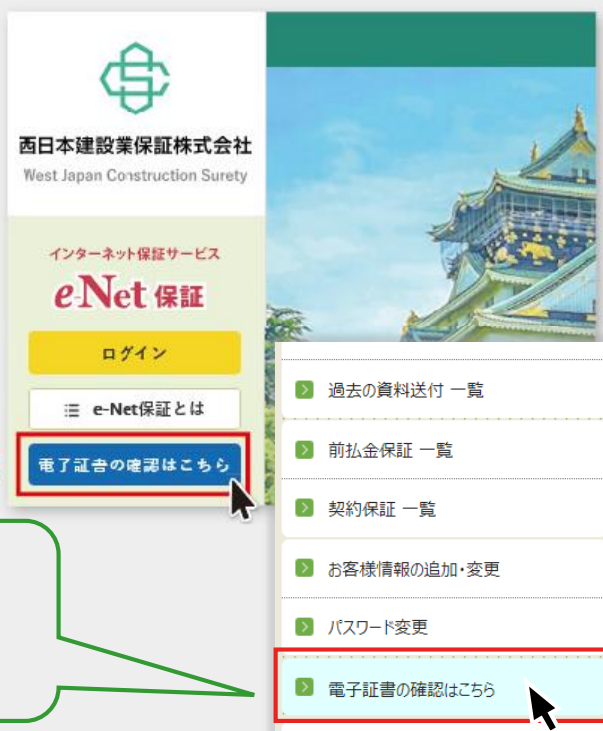 西日本建設業保証株式会社
West Japan Construction Surety
インターネット保証サービス
e-Net 保証
ログイン
e-Net保証とは
電子証書の確認はこちら
過去の資料送付 一覧
前払金保証 一覧
契約保証 一覧
お客様情報の追加・変更
パスワード変更
電子証書の確認はこちら